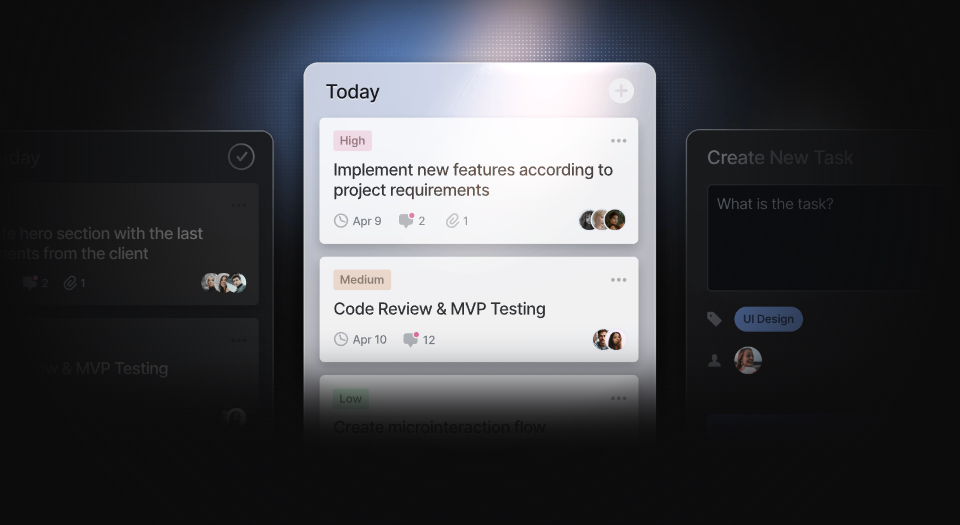 day
hero section with the last
ents from the client
2
1
& MVP Testing
Today
High
Implement new features according to
project requirements
Apr 9
2
1
Medium
Code Review & MVP Testing
Apr 10
12
Low
Create microinteraction flow
Create New Task
What is the task?
UI Design